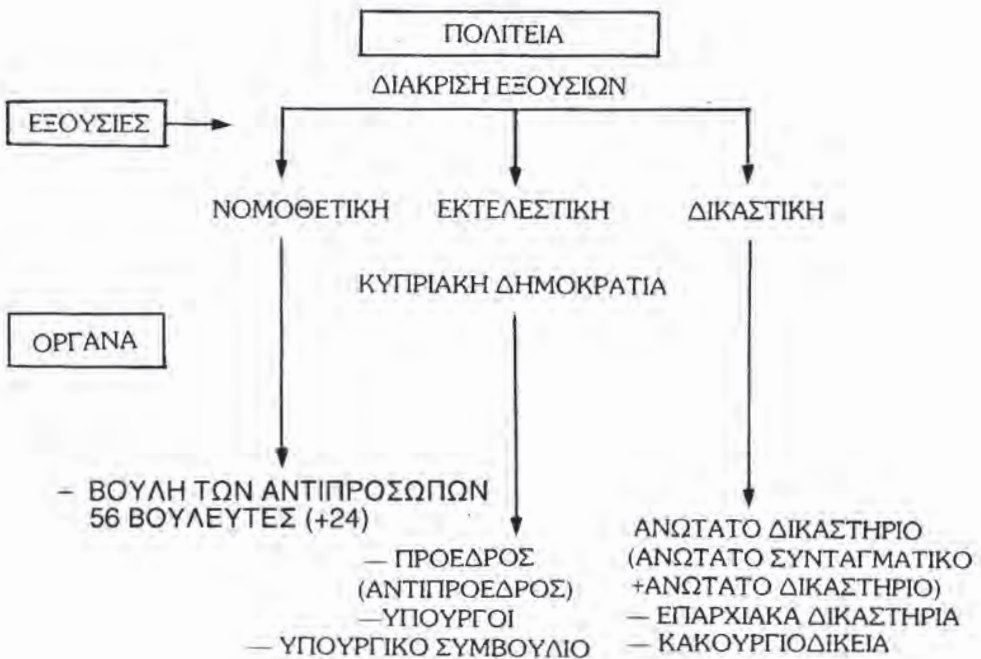 ΠΟΛΙΤΕΙΑ
ΔΙΑΚΡΙΣΗ ΕΞΟΥΣΙΩΝ
ΕΞΟΥΣΙΕΣ
ΝΟΜΟΘΕΤΙΚΗ ΕΚΤΕΛΕΣΤΙΚΗ ΔΙΚΑΣΤΙΚΗ
ΚΥΠΡΙΑΚΗ ΔΗΜΟΚΡΑΤΙΑ
ΟΡΓΑΝΑ
– ΒΟΥΛΗ ΤΩΝ ΑΝΤΙΠΡΟΣΩΠΩΝ
56 ΒΟΥΛΕΥΤΕΣ (+24)
— ΠΡΟΕΔΡΟΣ
(ΑΝΤΙΠΡΟΕΔΡΟΣ)
—ΥΠΟΥΡΓΟΙ
— ΥΠΟΥΡΓΙΚΟ ΣΥΜΒΟΥΛΙΟ
ΑΝΩΤΑΤΟ ΔΙΚΑΣΤΗΡΙΟ
(ΑΝΩΤΑΤΟ ΣΥΝΤΑΓΜΑΤΙΚΟ
+ΑΝΩΤΑΤΟ ΔΙΚΑΣΤΗΡΙΟ)
— ΕΠΑΡΧΙΑΚΑ ΔΙΚΑΣΤΗΡΙΑ
— ΚΑΚΟΥΡΓΙΟΔΙΚΕΙΑ